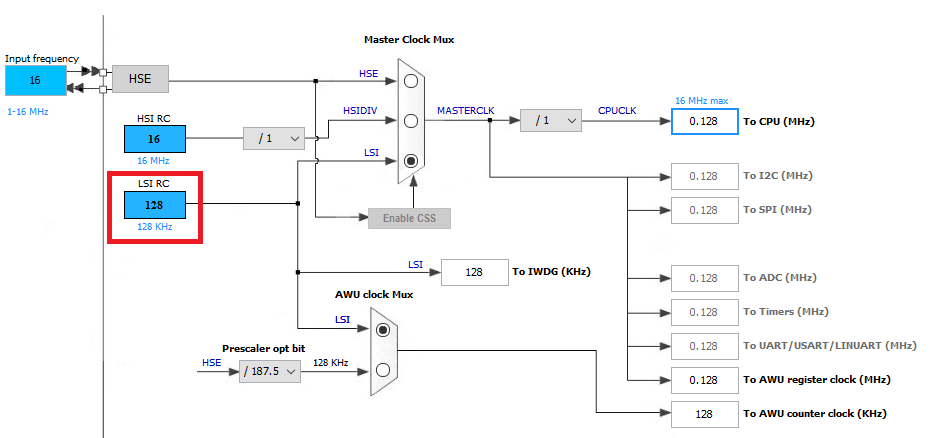 Master Clock Mux
Input frequency
16
1-16 MHz
HSE
HSE
HSI RC
16
16 MHz
/ 1
HSIDIV
LSI RC
128
128 KHz
LSI
Enable CSS
MASTERCLK
/ 1
CPUCLK
16 MHz max
0.128
To CPU (MHz)
0.128
To I2C (MHz)
0.128
To SPI (MHz)
LSI
128
To IWDG (KHz)
0.128
To ADC (MHz)
AWU clock Mux
0.128
To Timers (MHz)
LSI
0.128
To UART/USART/LINUART (MHz)
Prescaler opt bit
HSE
/ 187.5
128 KHz
0.128
To AWU register clock (MHz)
128
To AWU counter clock (KHz)